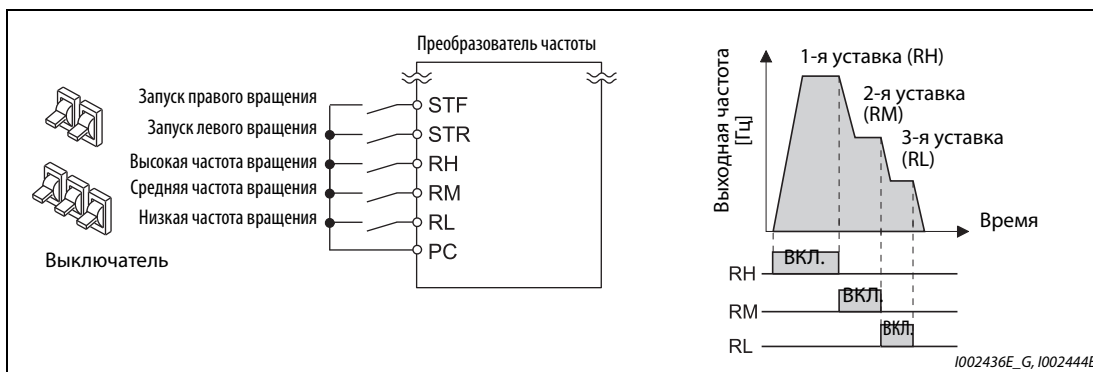 Преобразователь частоты
Запуск правого вращения
STF
Запуск левого вращения
STR
Высокая частота вращения
RH
Средняя частота вращения
RM
Низкая частота вращения
RL
PC
Выключатель
Выходная частота
[Гц]
1-я уставка (RH)
2-я уставка
(RM)
3-я уставка
(RL)
Время
RH
ВКЛ.
RM
ВКЛ.
RL
ВКЛ.
I002436E_G, I002444E